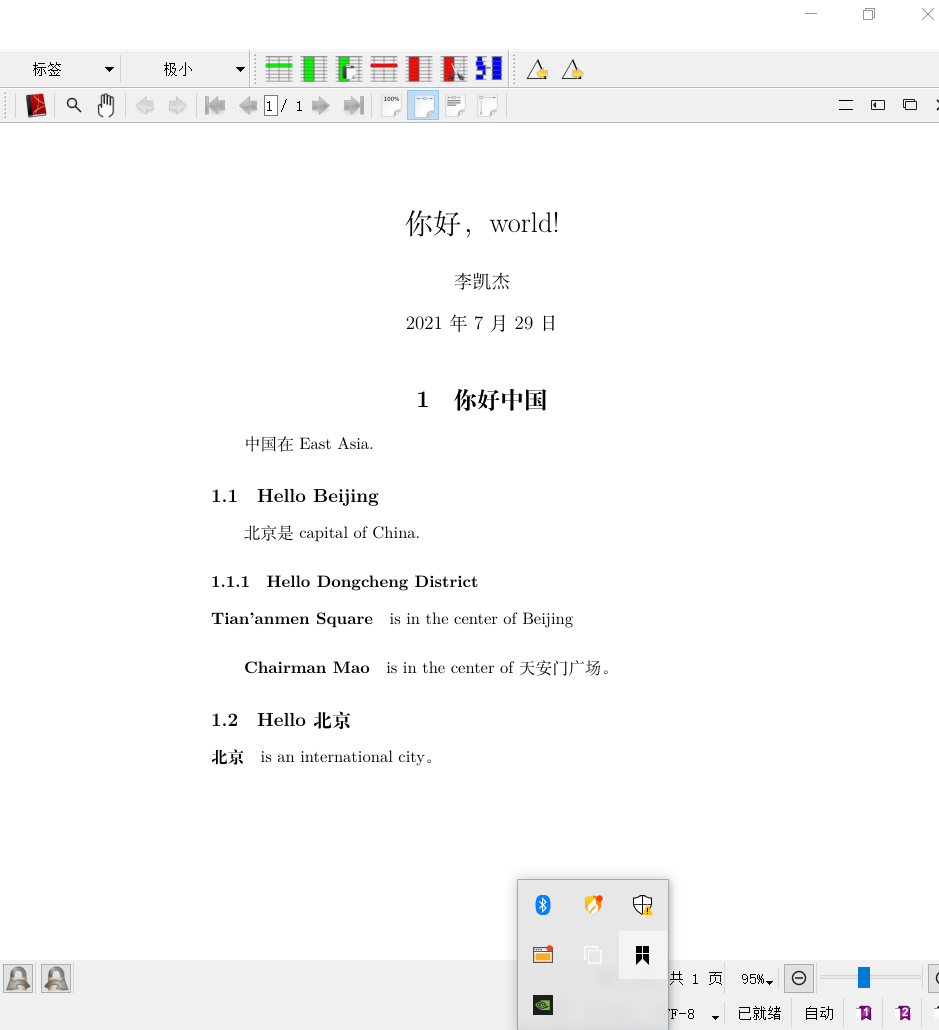 标签
极小
1 / 1
100%
你好，world!
李凯杰
2021 年 7 月 29 日
1 你好中国
中国在 East Asia.
1.1 Hello Beijing
北京是 capital of China.
1.1.1 Hello Dongcheng District
Tian'anmen Square is in the center of Beijing
Chairman Mao is in the center of 天安门广场。
1.2 Hello 北京
北京 is an international city。
共 1 页 95%
F-8 已就绪 自动 1 2